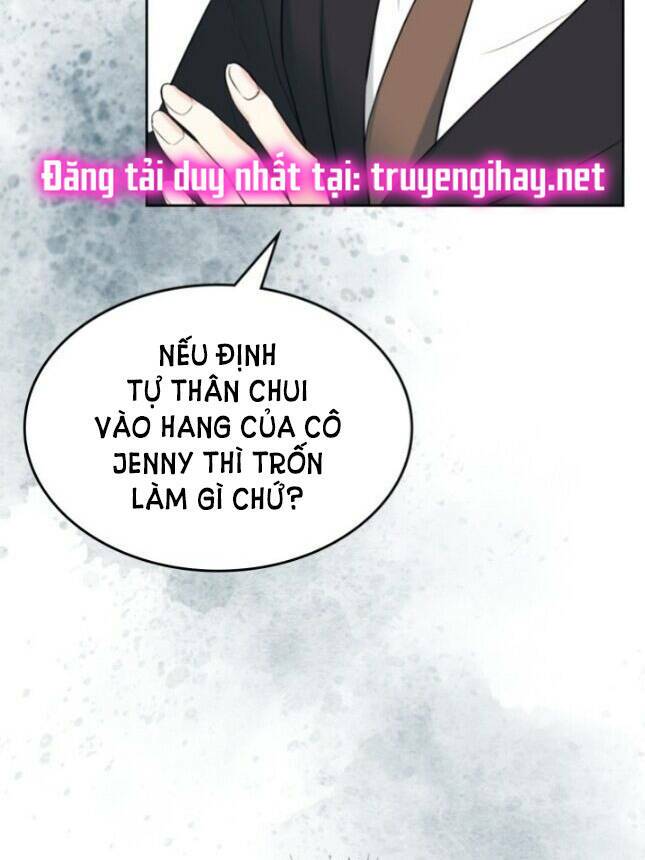 Đăng tải duy nhất tại: truyengihay.net
NẾU ĐỊNH
TỰ THÂN CHUI
VÀO HANG CỦA CÔ
JENNY THÌ TRỐN
LÀM GÌ CHỨ?